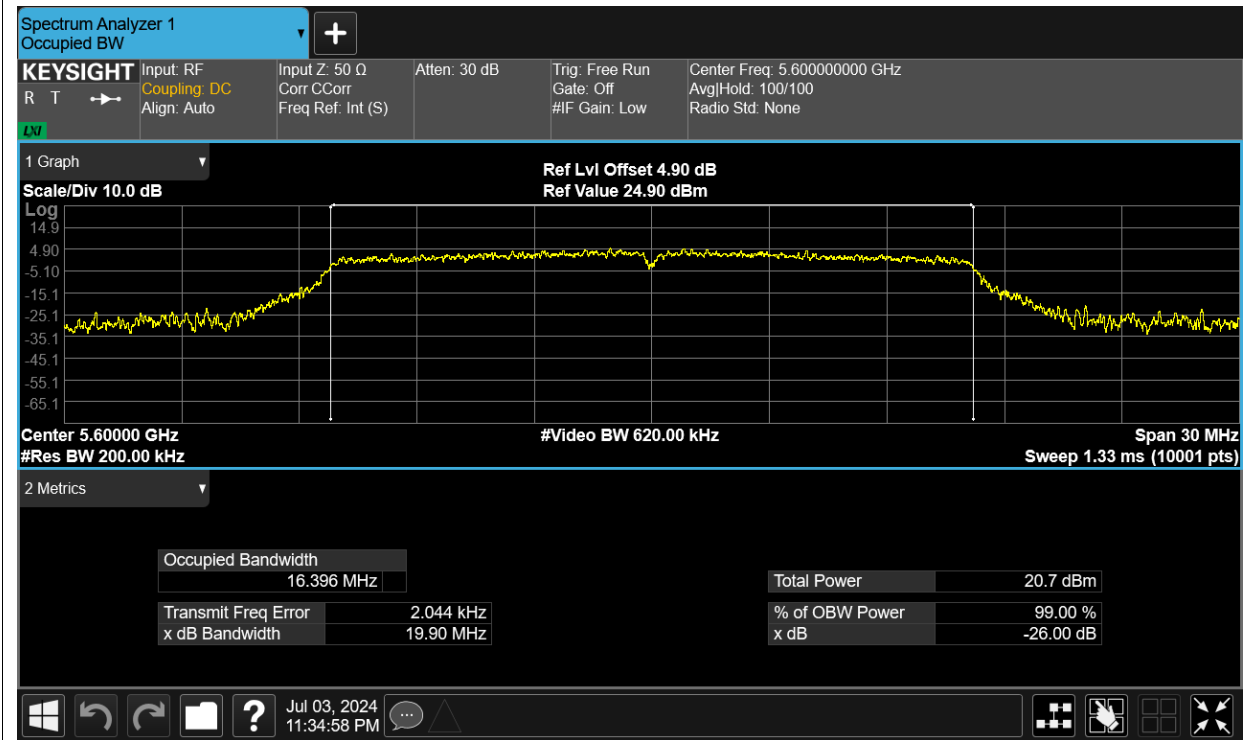 Spectrum Analyzer 1
Occupied BW
KEYSIGHT
R T
LXI
Input: RF
Coupling: DC
Align: Auto
Input Z: 50 Ω
Corr CCorr
Freq Ref: Int (S)
Atten: 30 dB
Trig: Free Run
Gate: Off
#IF Gain: Low
Center Freq: 5.600000000 GHz
Avg|Hold: 100/100
Radio Std: None
1 Graph
Scale/Div 10.0 dB
Ref Lvl Offset 4.90 dB
Ref Value 24.90 dBm
Log
14.9
4.90
-5.10
-15.1
-25.1
-35.1
-45.1
-55.1
-65.1
Center 5.60000 GHz
#Video BW 620.00 kHz
Span 30 MHz
#Res BW 200.00 kHz
Sweep 1.33 ms (10001 pts)
2 Metrics
Occupied Bandwidth
16.396 MHz
Total Power 20.7 dBm
Transmit Freq Error 2.044 kHz
% of OBW Power 99.00 %
x dB Bandwidth 19.90 MHz
x dB -26.00 dB
?
Jul 03, 2024
11:34:58 PM